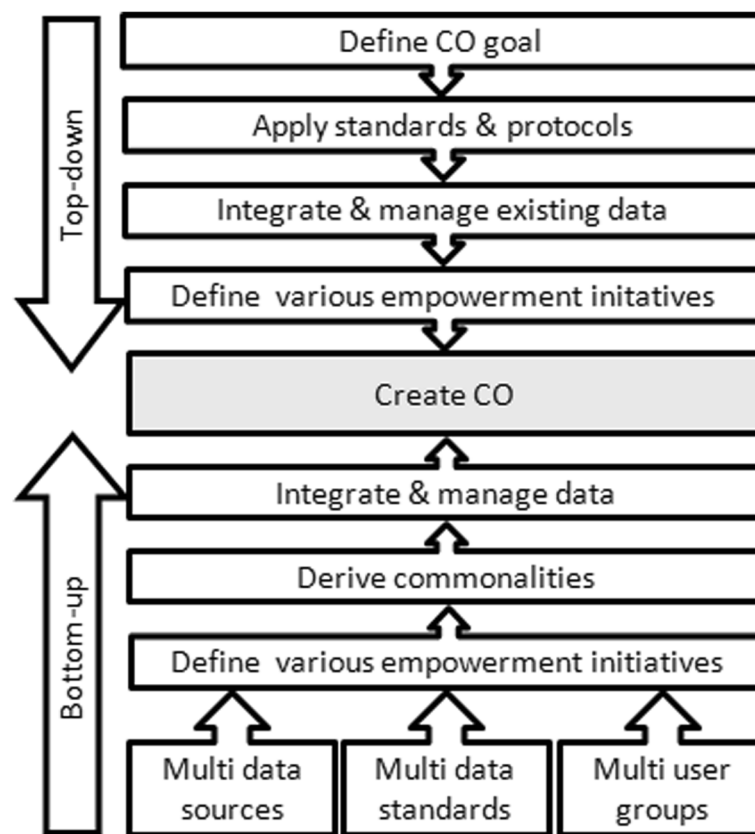 Top-down
Define CO goal
Apply standards & protocols
Integrate & manage existing data
Define various empowerment initatives
Create CO
Bottom-up
Integrate & manage data
Derive commonalities
Define various empowerment initiatives
Multi data
sources
Multi data
standards
Multi user
groups